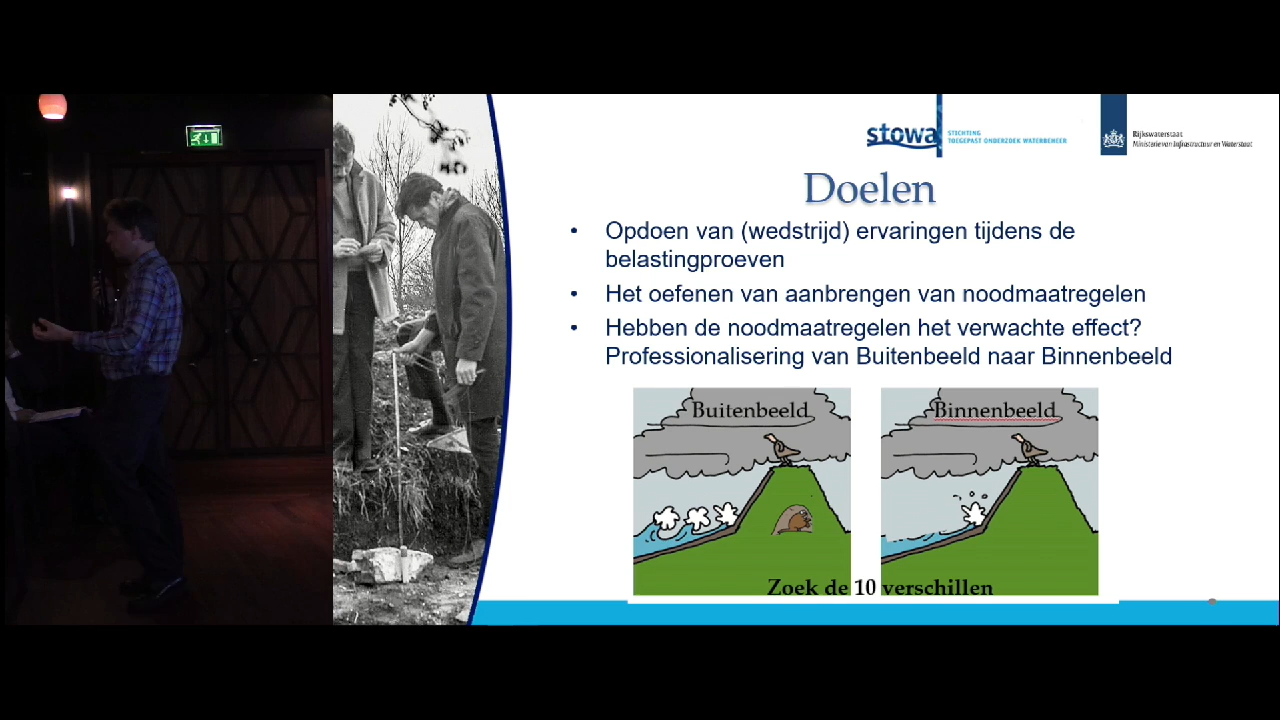 stowa
STICHTING
TOEGEPAST ONDERZOEK WATERBEHEER
Rijkswaterstaat
Ministerie van Infrastructuur en Waterstaat
Doelen
• Opdoen van (wedstrijd) ervaringen tijdens de
belastingproeven
• Het oefenen van aanbrengen van noodmaatregelen
• Hebben de noodmaatregelen het verwachte effect?
Professionalisering van Buitenbeeld naar Binnenbeeld
Buitenbeeld
Binnenbeeld
Zoek de 10 verschillen